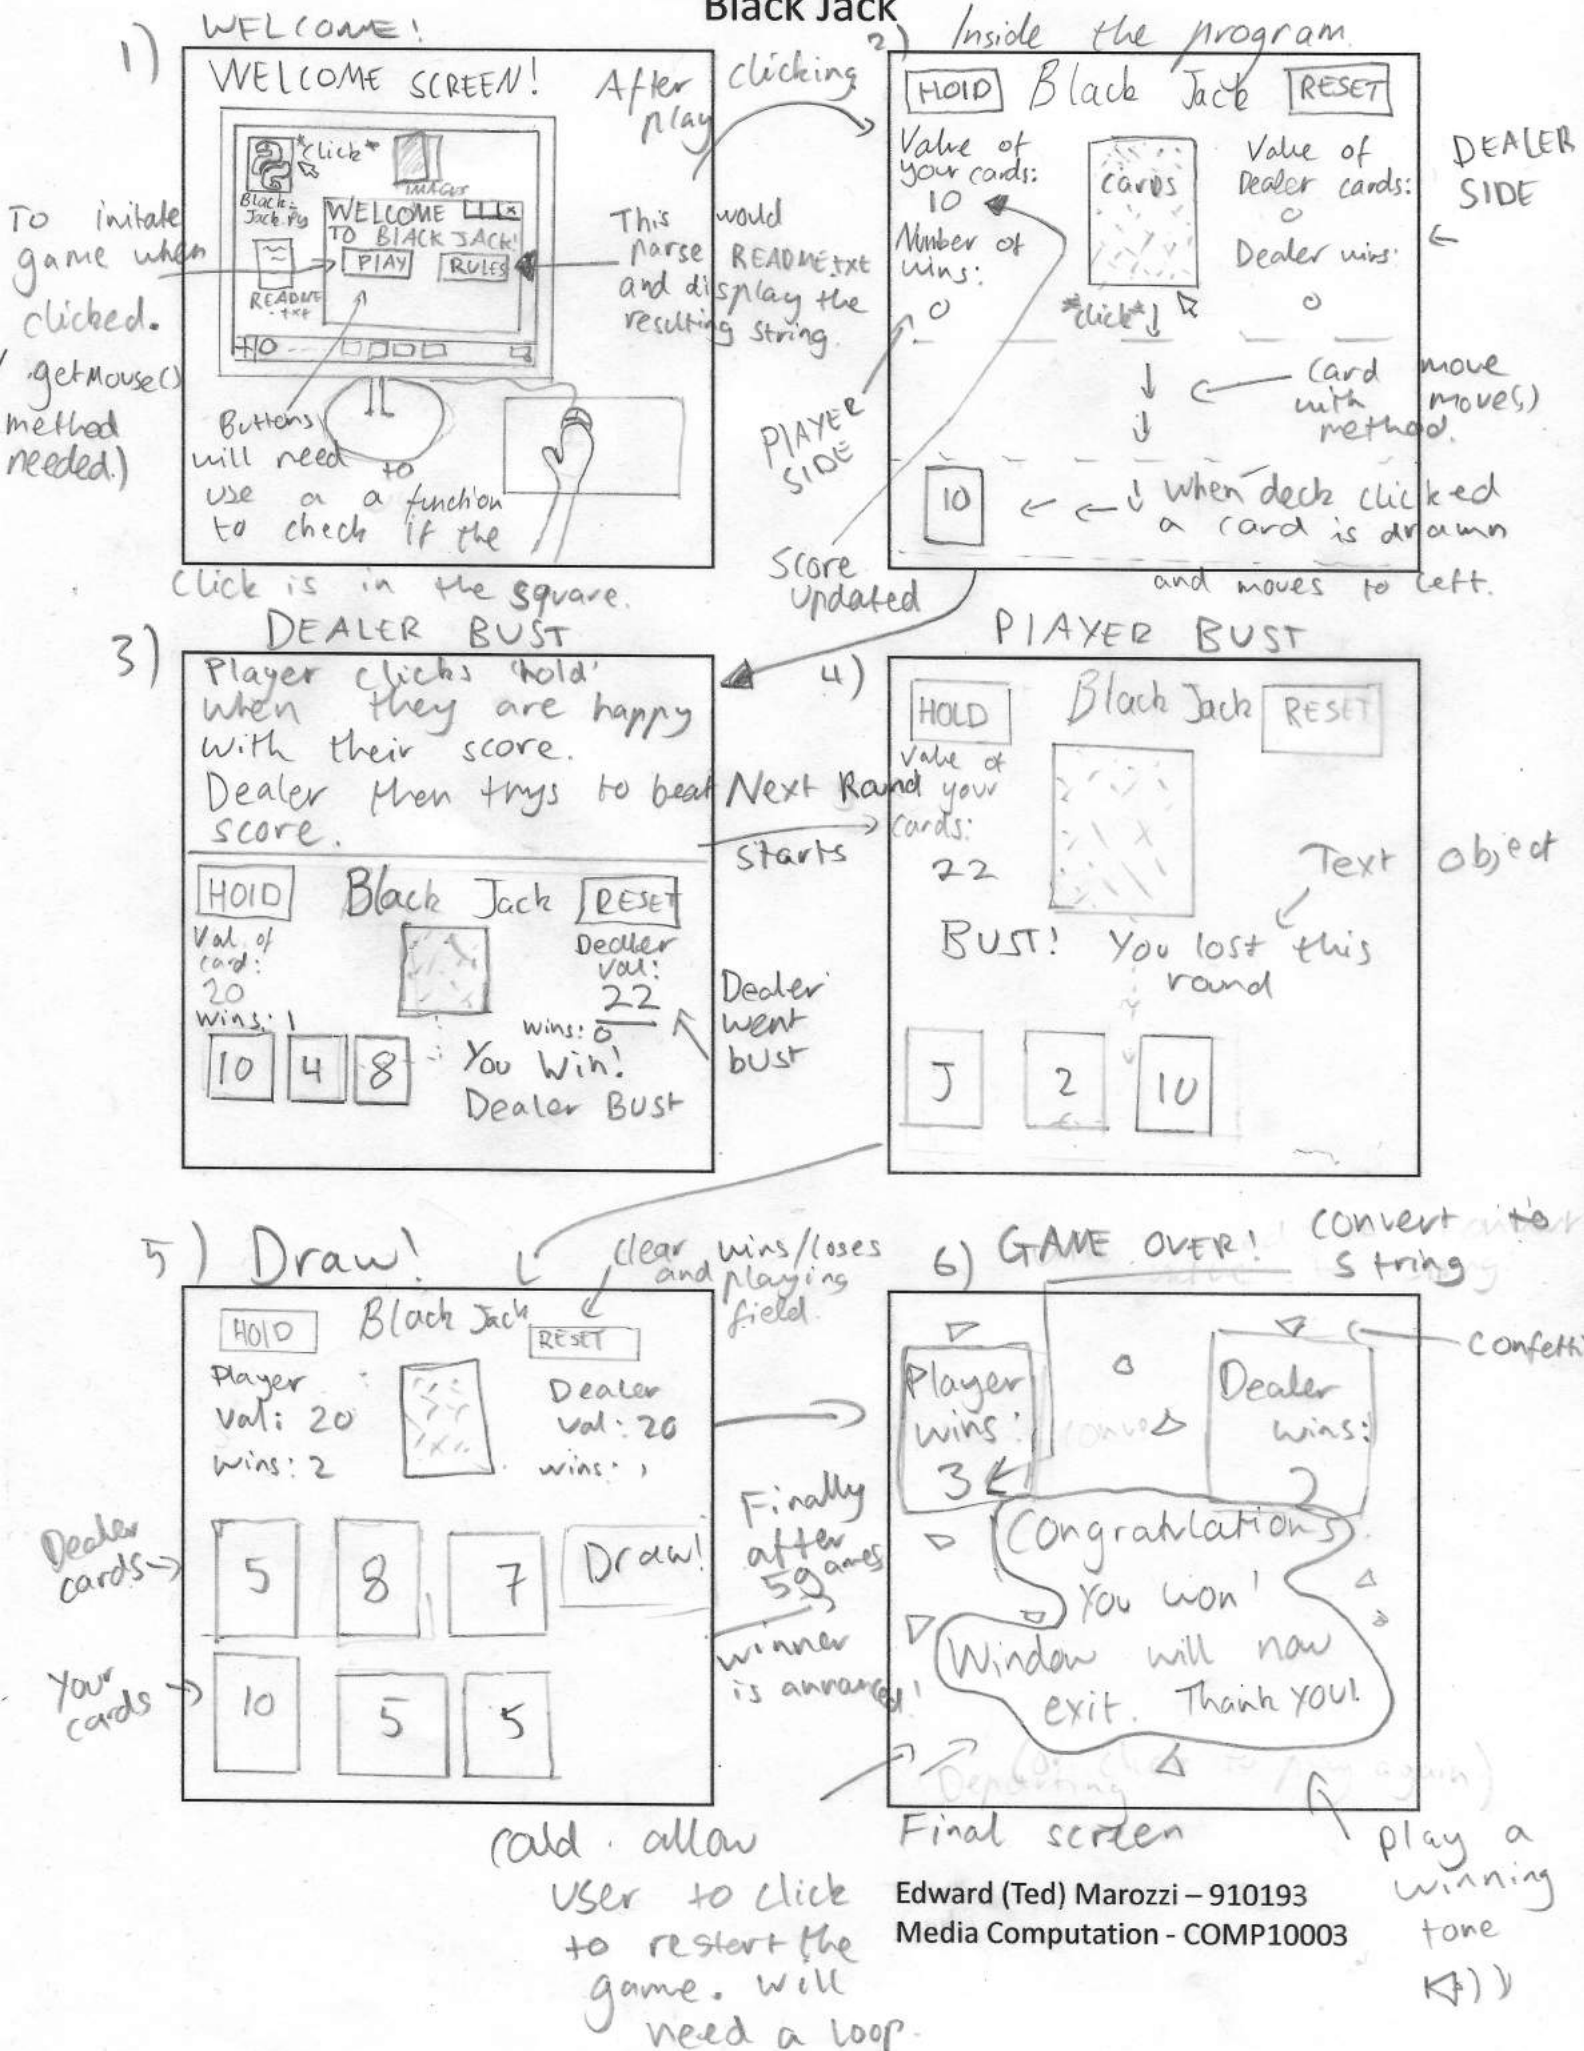 Black Jack
1) WELCOME!
WELCOME SCREEN!
*click*
Black-
Jack.py
IMAGES
WELCOME
TO BlACK JACK!
PlAY
RULES
README
.txt
To initate
game when
clicked.
.getMouse()
method
needed.)
Buttons
will need
to
use a a function
to check if the
click is in the square.
After clicking
play
This would
parse README.txt
and display the
resulting string.
2) Inside the program.
HOlD
Black Jack
RESET
Value of
your cards:
10
Number of
wins:
0
cards
*click*
Value of
Dealer cards:
0
Dealer wins:
0
DEALER
SIDE
PlAYER
SIDE
Score
updated
Card move
with move()
method.
10
when deck clicked
a card is drawn
and moves to left.
3) DEALER BUST
Player clicks 'hold'
when they are happy
with their score.
Dealer then trys to beat
score.
HOlD
Black Jack
RESET
Val. of
card:
20
wins: 1
Dealer
val:
22
wins: 0
10
4
8
You Win!
Dealer BUSt
Dealer
went
bust
Next Round
starts
4) PlAYER BUST
HOLD
Black Jack
RESET
Value of
your
cards:
22
Text object
BUST! You lost this
round
J
2
10
5) Draw!
clear wins/loses
and playing
field.
HOlD
Black Jack
RESET
Player
Val: 20
wins: 2
Dealer
val: 20
wins: 1
Dealer
cards
5
8
7
Draw!
Your
cards
10
5
5
Finally
after
5 games
winner
is announced!
6) GAME OVER!
convert to
string
Confetti
Player
wins:
3
Dealer
wins:
2
Congratulations
You won!
Window will now
exit. Thank YOU!
Final screen
could allow
user to click
to restart the
game. Will
need a loop.
play a
winning
tone
Edward (Ted) Marozzi – 910193
Media Computation - COMP10003